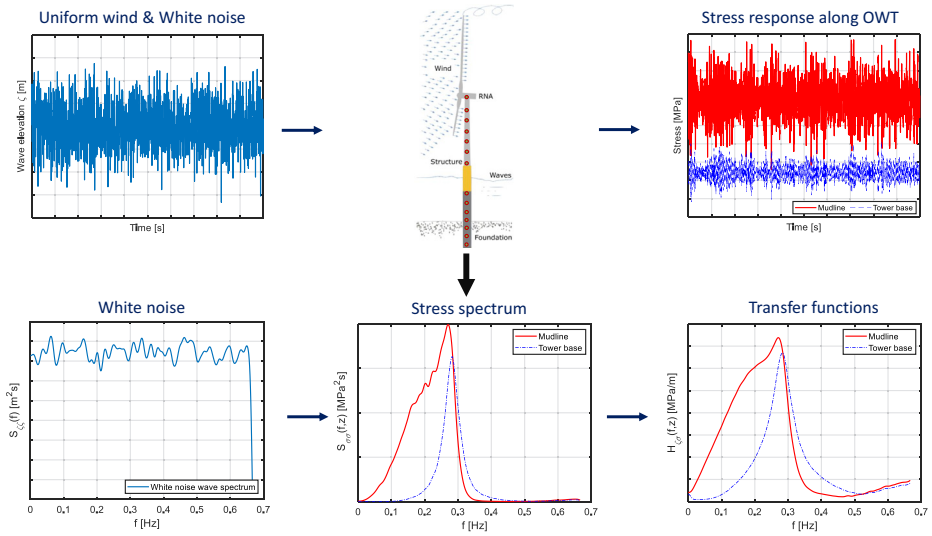 Uniform wind & White noise
Wave elevation ζ [m]
Time [s]
Wind
RNA
Structure
Waves
Foundation
Stress response along OWT
Stress [MPa]
Mudline
Tower base
Time [s]
White noise
S_ζζ(f) [m²s]
White noise wave spectrum
0 0.1 0.2 0.3 0.4 0.5 0.6 0.7
f [Hz]
Stress spectrum
S_σσ(f,z) [MPa²s]
Mudline
Tower base
0 0.1 0.2 0.3 0.4 0.5 0.6 0.7
f [Hz]
Transfer functions
H_ζσ(f,z) [MPa/m]
Mudline
Tower base
0 0.1 0.2 0.3 0.4 0.5 0.6 0.7
f [Hz]